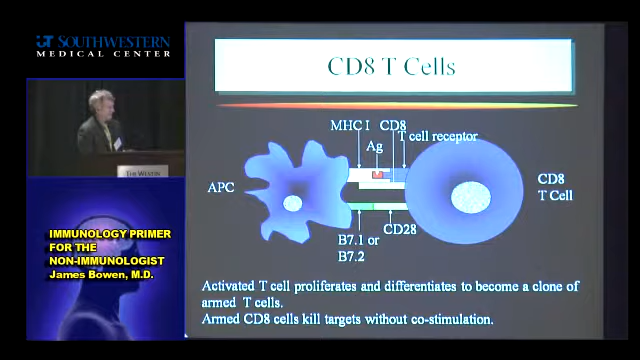 UT SOUTHWESTERN
MEDICAL CENTER
CD8 T Cells
MHC I
CD8
T cell receptor
Ag
APC
CD8
T Cell
CD28
B7.1 or
B7.2
THE WESTIN
IMMUNOLOGY PRIMER
FOR THE
NON-IMMUNOLOGIST
James Bowen, M.D.
Activated T cell proliferates and differentiates to become a clone of
armed T cells.
Armed CD8 cells kill targets without co-stimulation.